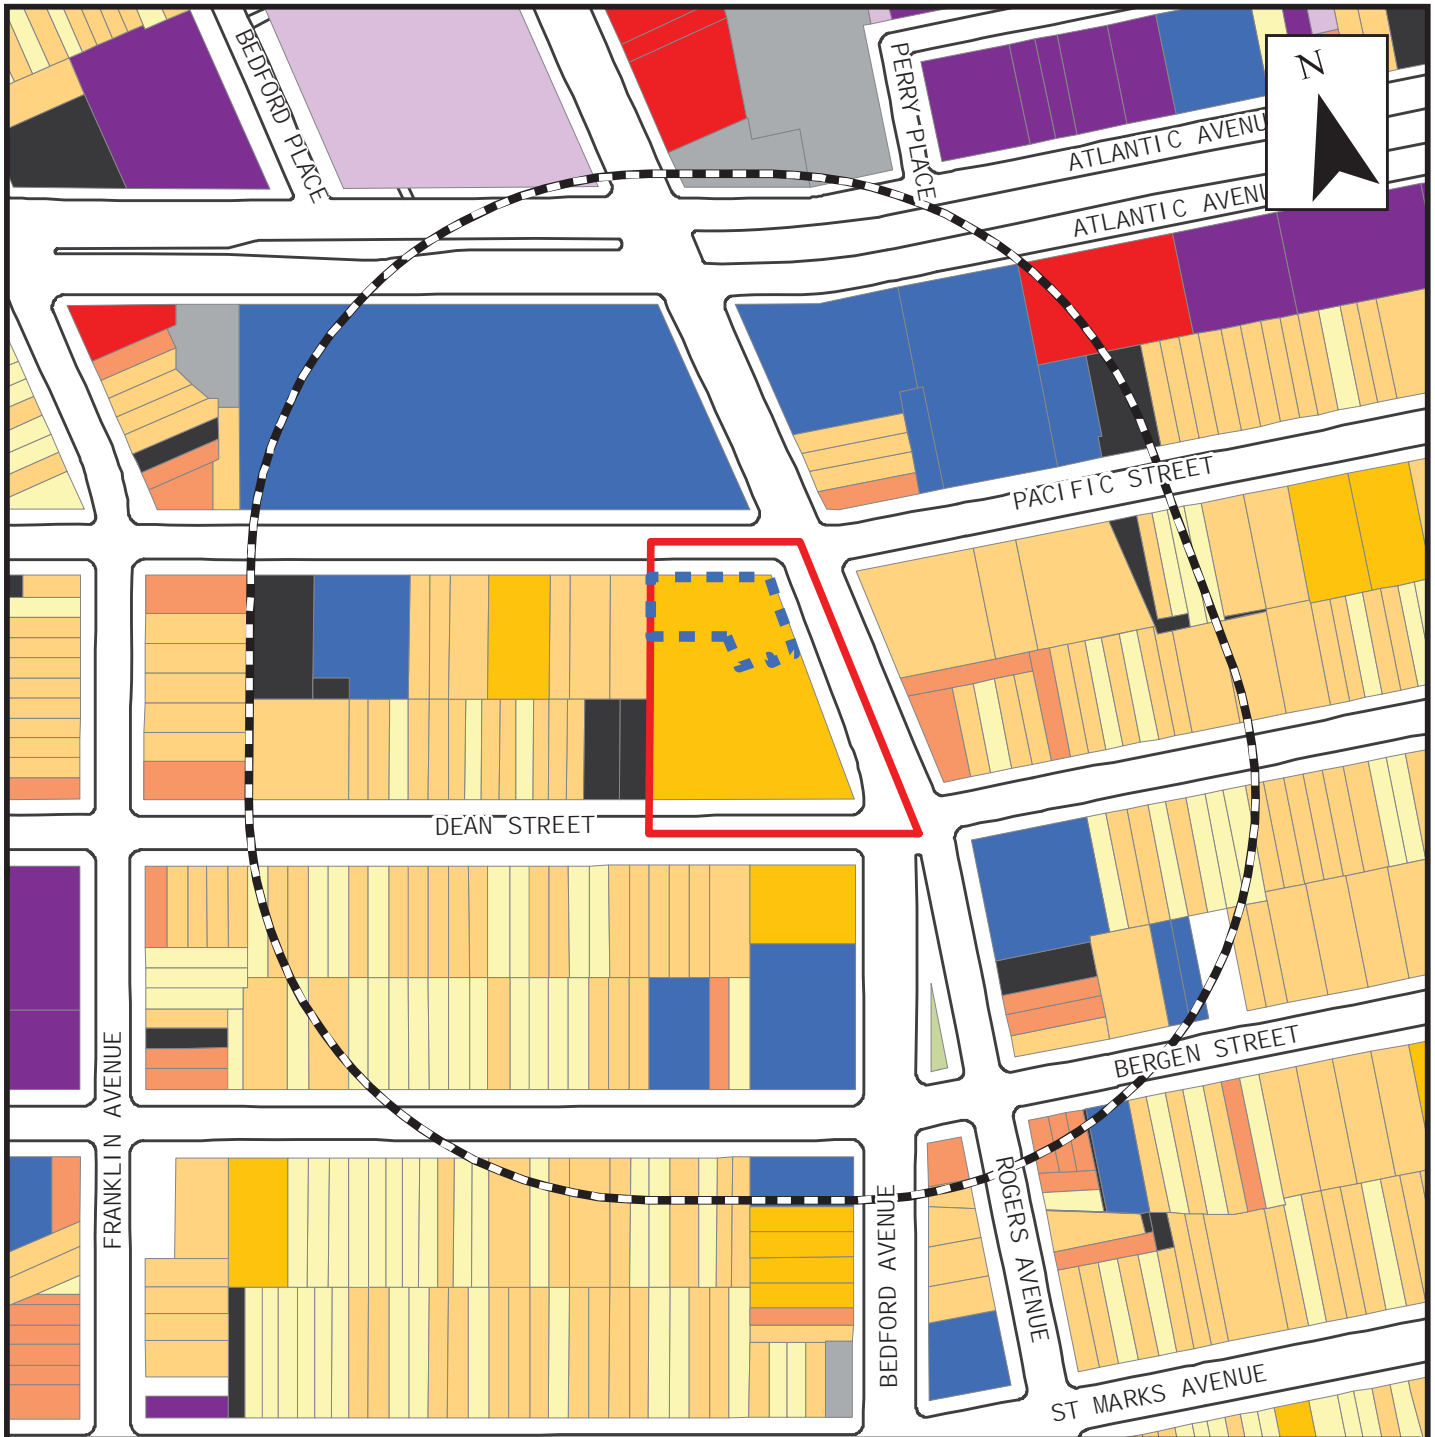 BEDFORD PLACE
PERRY PLACE
N
ATLANTIC AVENU
ATLANTIC AVEN
PACIFIC STREET
DEAN STREET
BERGEN STREET
FRANKLIN AVENUE
BEDFORD AVENUE
ROGERS AVENUE
ST MARKS AVENUE